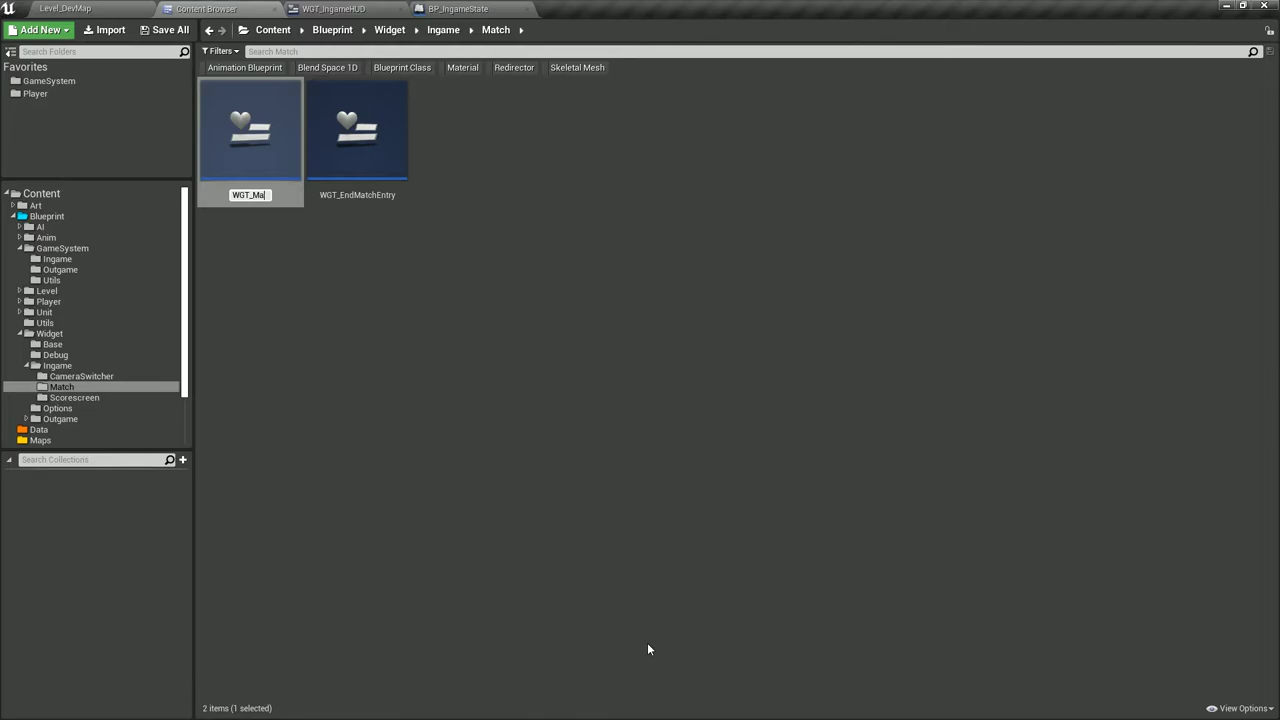 Level_DevMap
Content Browser
WGT_IngameHUD
BP_IngameState
Add New
Import
Save All
Content
Blueprint
Widget
Ingame
Match
Search Folders
Filters
Search Match
Favorites
GameSystem
Player
Animation Blueprint
Blend Space 1D
Blueprint Class
Material
Redirector
Skeletal Mesh
WGT_Ma
WGT_EndMatchEntry
Content
Art
Blueprint
AI
Anim
GameSystem
Ingame
Outgame
Utils
Level
Player
Unit
Utils
Widget
Base
Debug
Ingame
CameraSwitcher
Match
Scorescreen
Options
Outgame
Data
Maps
Search Collections
2 items (1 selected)
View Options